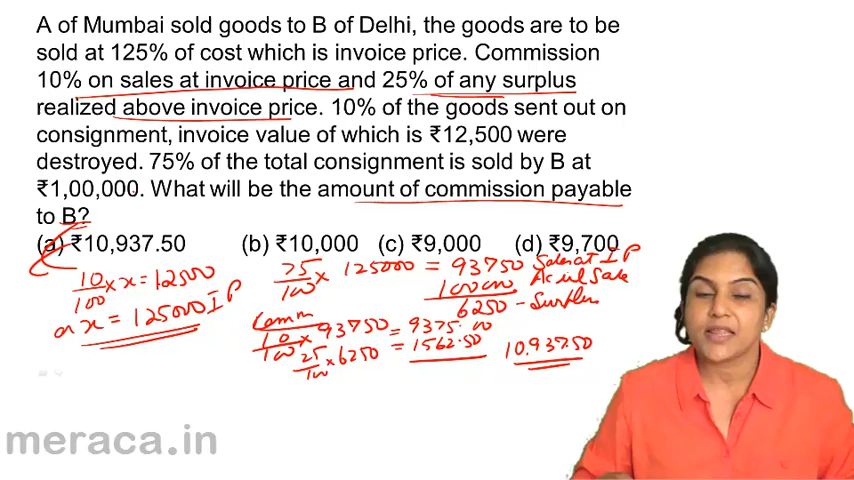 A of Mumbai sold goods to B of Delhi, the goods are to be
sold at 125% of cost which is invoice price. Commission
10% on sales at invoice price and 25% of any surplus
realized above invoice price. 10% of the goods sent out on
consignment, invoice value of which is ₹12,500 were
destroyed. 75% of the total consignment is sold by B at
₹1,00,000. What will be the amount of commission payable
to B?
(a) ₹10,937.50 (b) ₹10,000 (c) ₹9,000 (d) ₹9,700
10/100 × x = 12500
x = 125000 IP
75/100 × 125000 = 93750 Sales at IP
100000 Actual Sale
6250 - Surplus
Comm
10/100 × 93750 = 9375.00
25/100 × 6250 = 1562.50
10,937.50
meraca.in